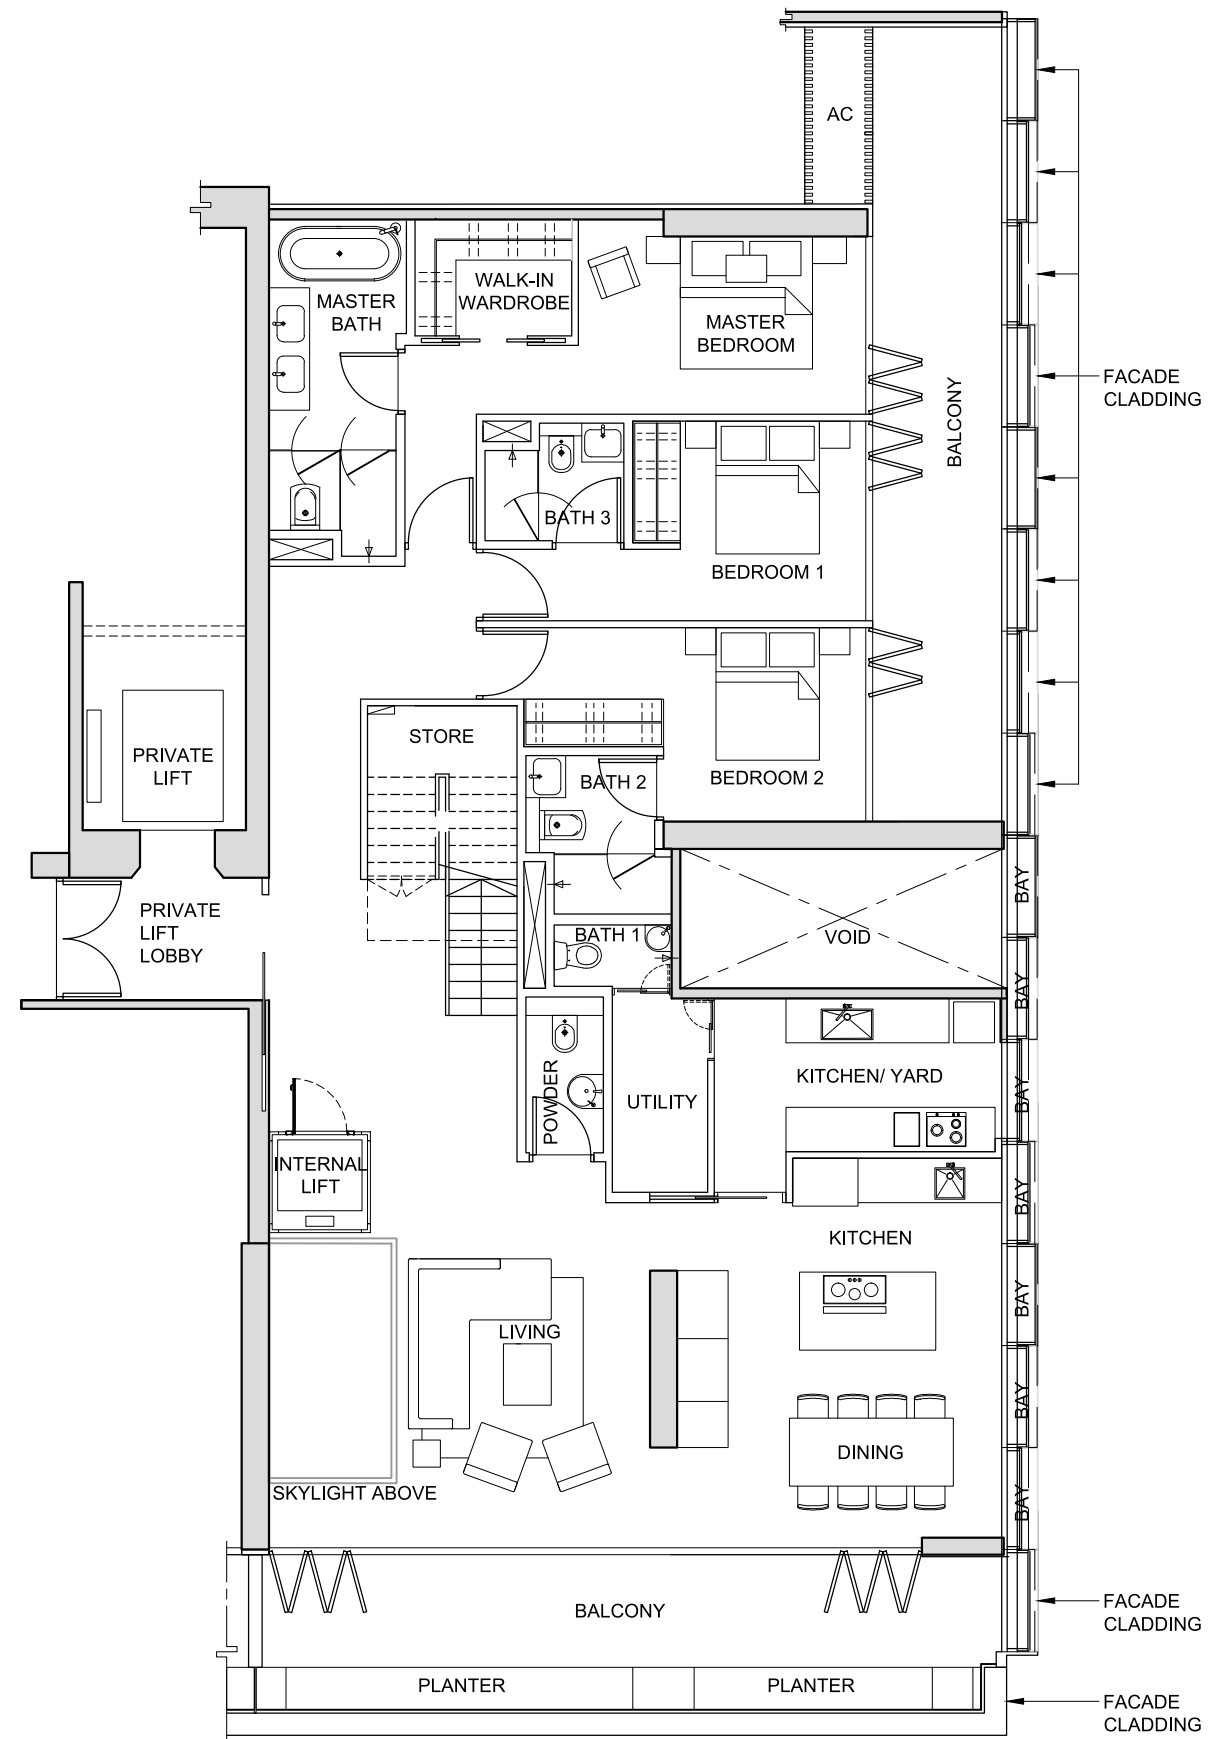 AC
WALK-IN
WARDROBE
MASTER
BATH
MASTER
BEDROOM
FACADE
CLADDING
BALCONY
BATH 3
BEDROOM 1
STORE
PRIVATE
LIFT
BATH 2
BEDROOM 2
BAY
PRIVATE
LIFT
LOBBY
BATH 1
VOID
BAY
KITCHEN/ YARD
BAY
UTILITY
POWDER
INTERNAL
LIFT
BAY
KITCHEN
BAY
LIVING
BAY
DINING
SKYLIGHT ABOVE
BAY
BALCONY
FACADE
CLADDING
PLANTER
PLANTER
FACADE
CLADDING